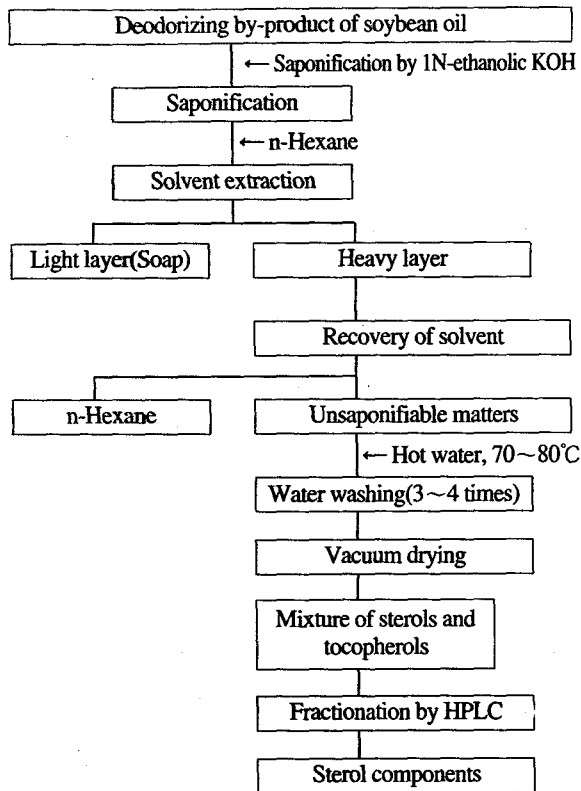 Deodorizing by-product of soybean oil
← Saponification by 1N-ethanolic KOH
Saponification
← n-Hexane
Solvent extraction
Light layer(Soap)
Heavy layer
Recovery of solvent
n-Hexane
Unsaponifiable matters
← Hot water, 70～80℃
Water washing(3～4 times)
Vacuum drying
Mixture of sterols and
tocopherols
Fractionation by HPLC
Sterol components